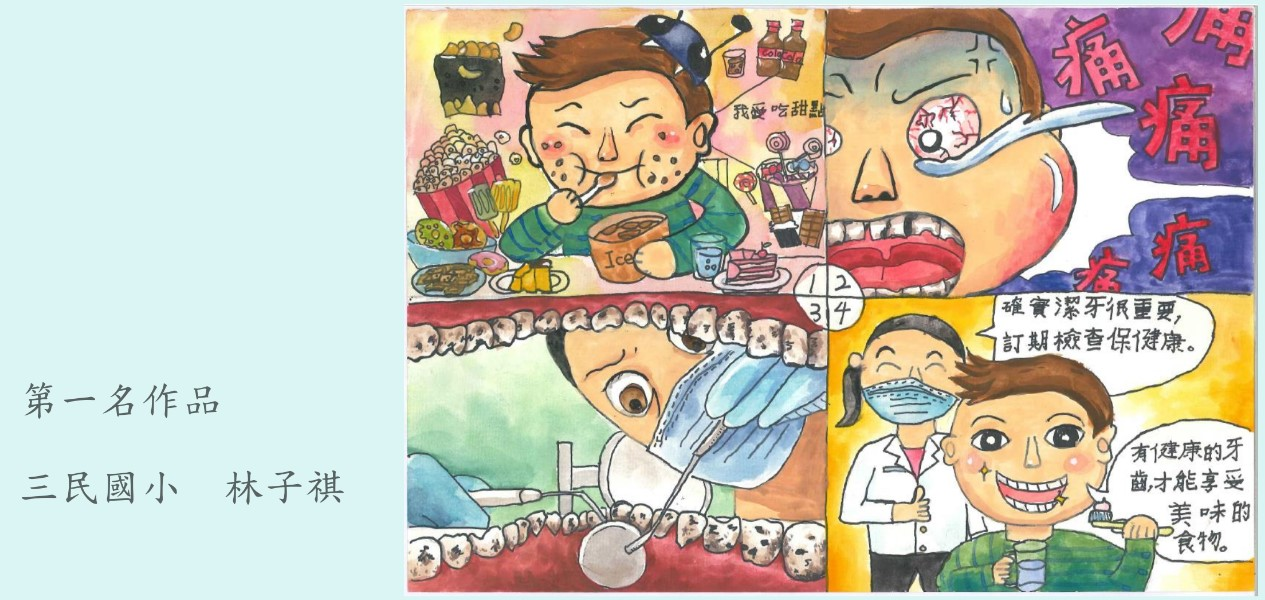 第一名作品
三民國小 林子祺
我愛吃甜點
cola
Ice
痛
痛
痛
痛
痛
1 2
3 4
確實潔牙很重要,
訂期檢查保健康。
有健康的牙
齒,才能享受
美味的
食物。